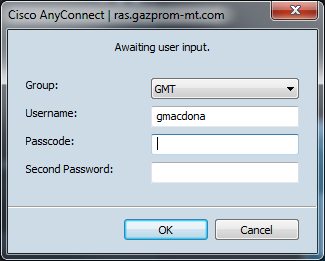 Cisco AnyConnect | ras.gazprom-mt.com
Awaiting user input.
Group: GMT
Username: gmacdona
Passcode:
Second Password:
OK Cancel